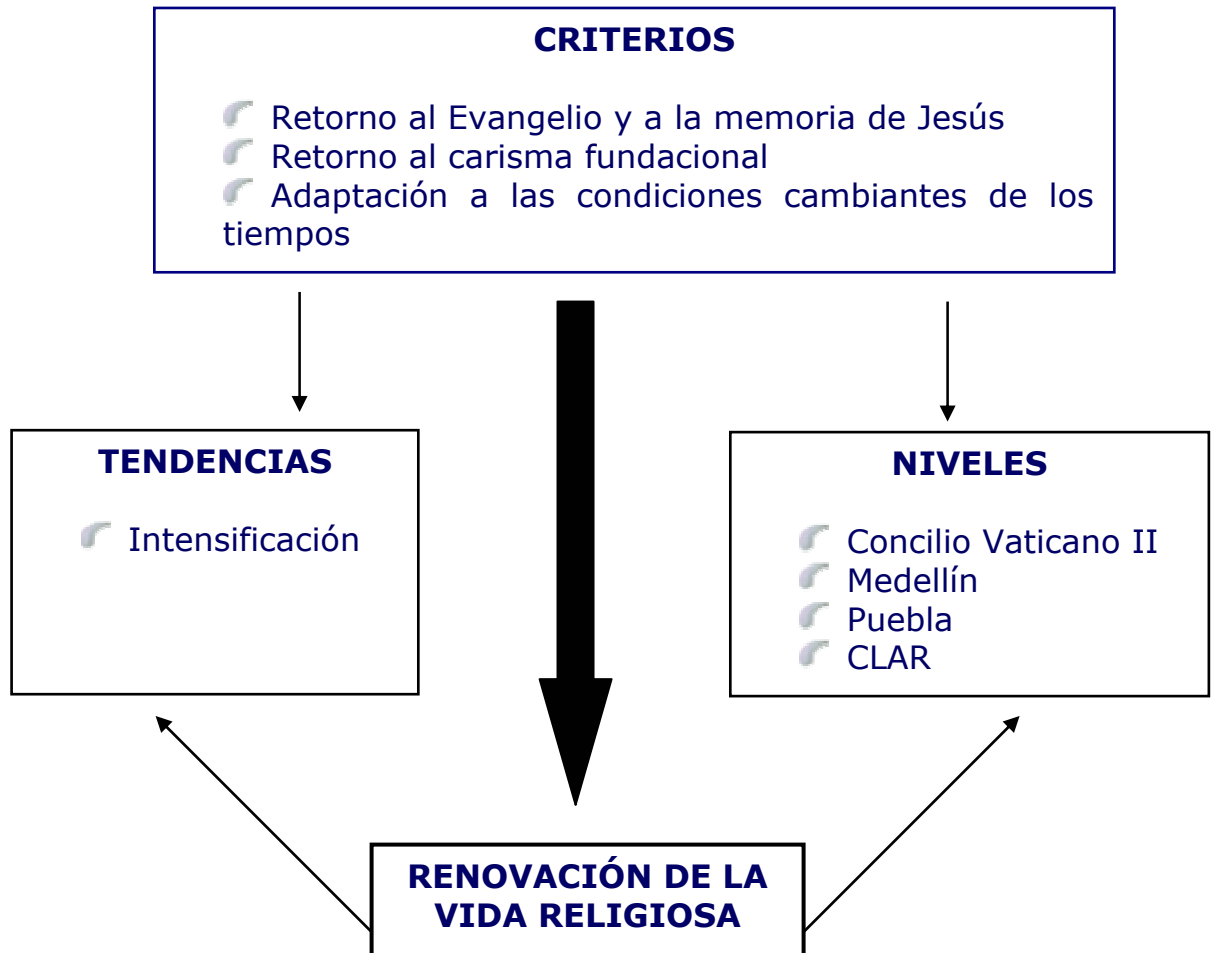 CRITERIOS
Retorno al Evangelio y a la memoria de Jesús
Retorno al carisma fundacional
Adaptación a las condiciones cambiantes de los
tiempos
TENDENCIAS
Intensificación
NIVELES
Concilio Vaticano II
Medellín
Puebla
CLAR
RENOVACIÓN DE LA
VIDA RELIGIOSA